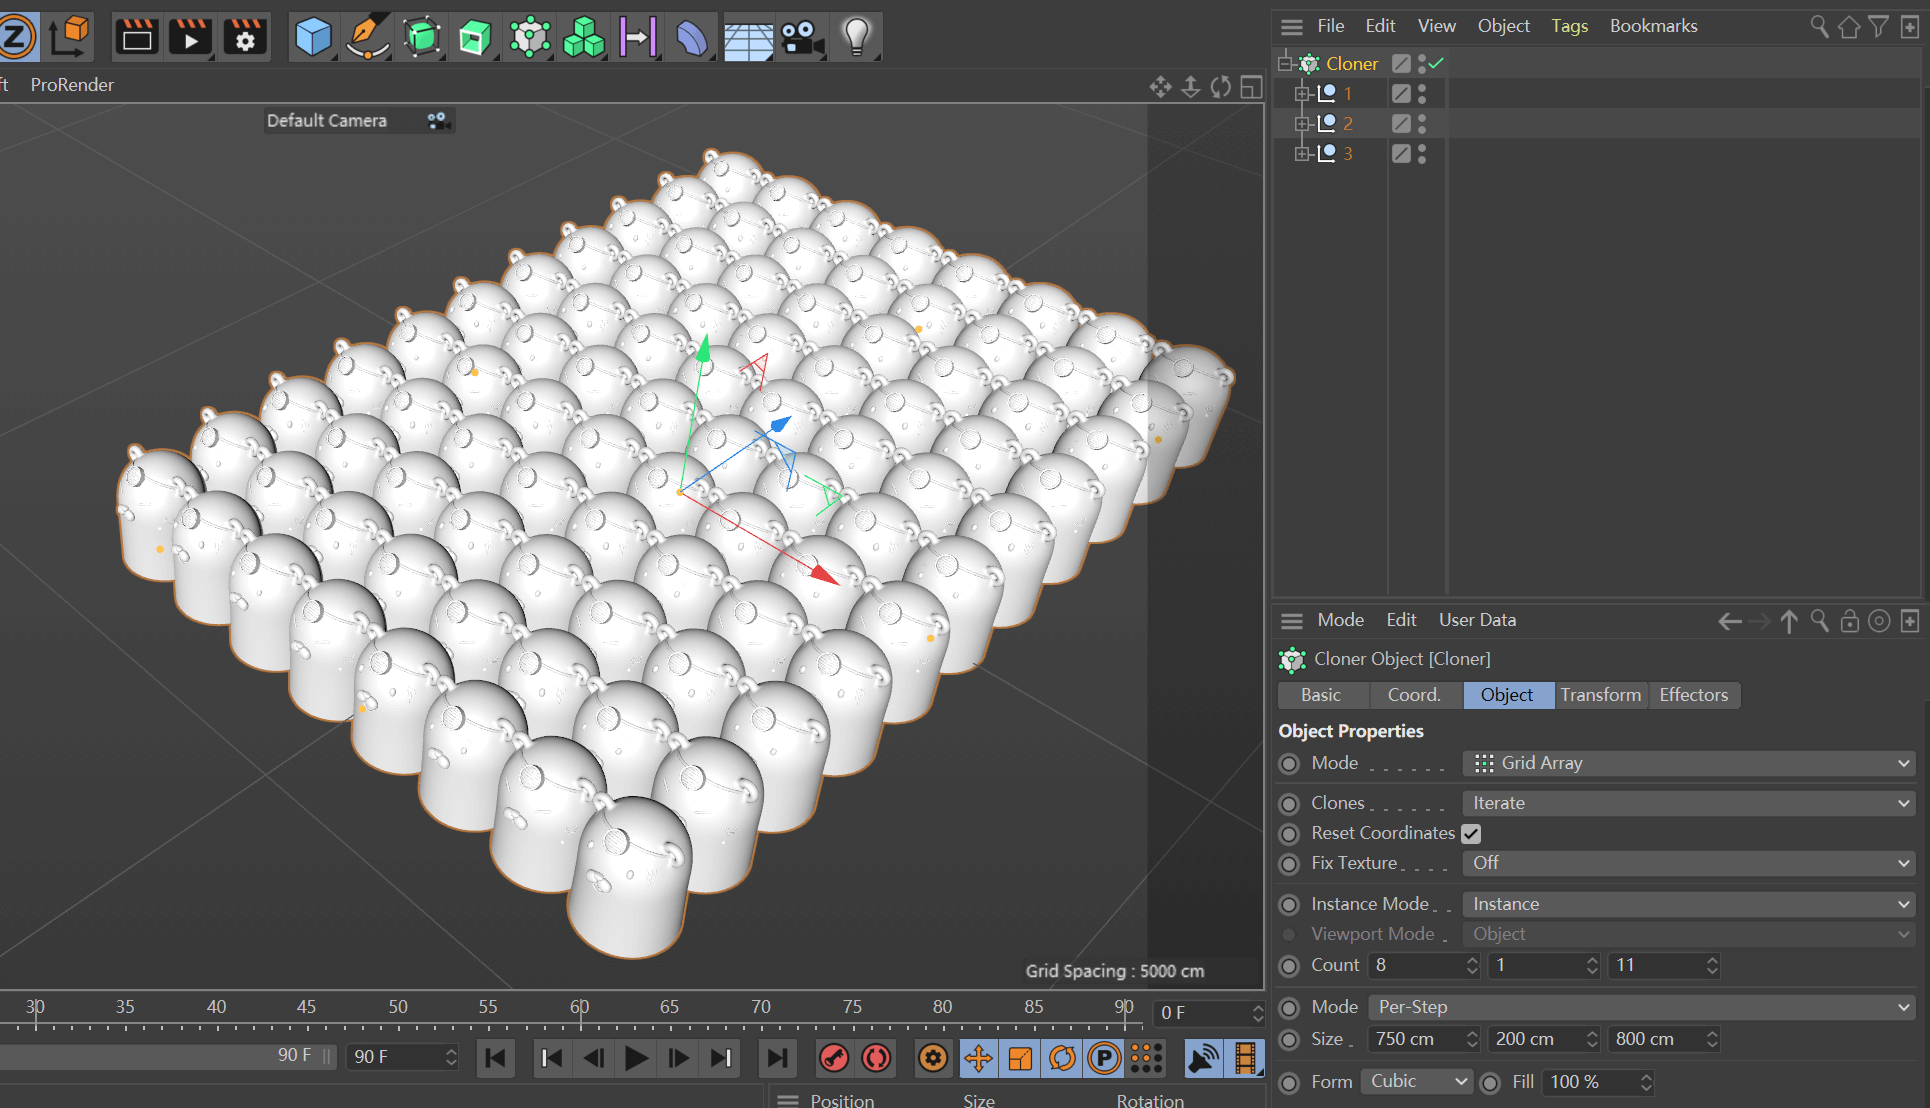 File Edit View Object Tags Bookmarks
ProRender
Default Camera
Cloner
1
2
3
Grid Spacing : 5000 cm
Mode Edit User Data
Cloner Object [Cloner]
Basic Coord. Object Transform Effectors
Object Properties
Mode Grid Array
Clones Iterate
Reset Coordinates
Fix Texture Off
Instance Mode Instance
Viewport Mode Object
Count 8 1 11
Mode Per-Step
Size 750 cm 200 cm 800 cm
Form Cubic Fill 100 %
30 35 40 45 50 55 60 65 70 75 80 85 90 0 F
90 F 90 F
P
Position Size Rotation